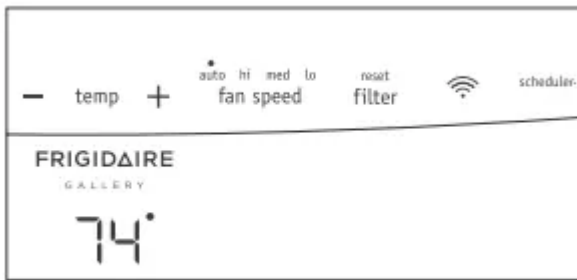 auto hi med lo
reset
− temp +
fan speed
filter
scheduler
FRIGIDAIRE
GALLERY
74°